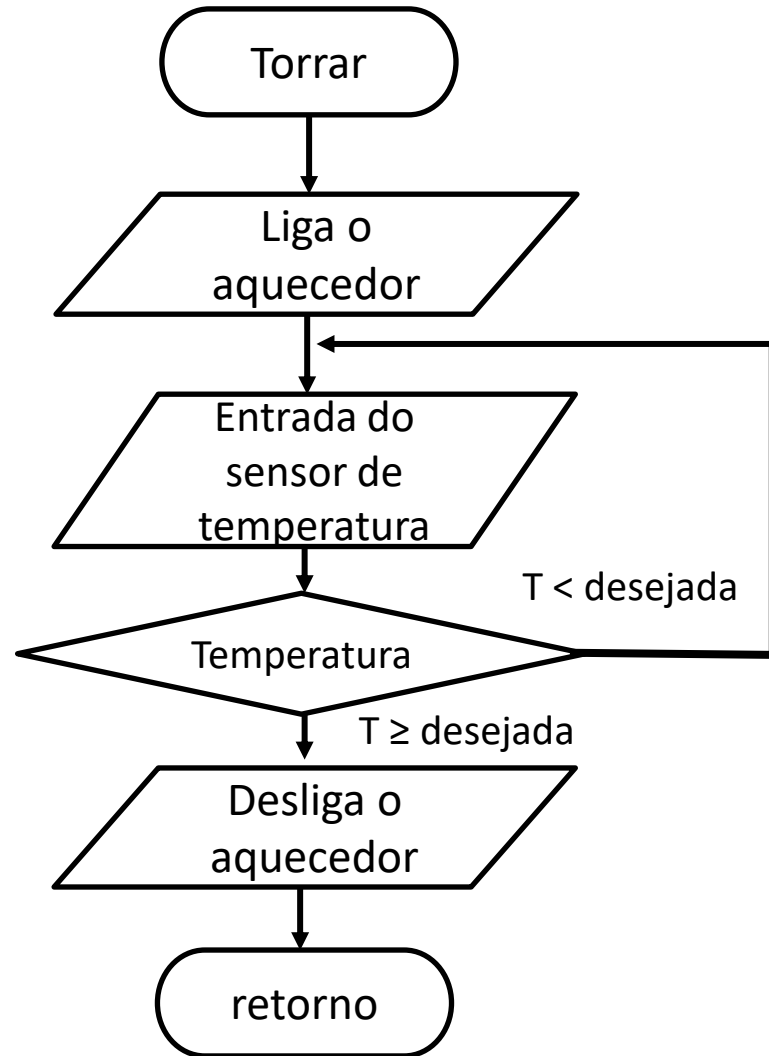 Torrar
Liga o
aquecedor
Entrada do
sensor de
temperatura
T < desejada
Temperatura
T ≥ desejada
Desliga o
aquecedor
retorno